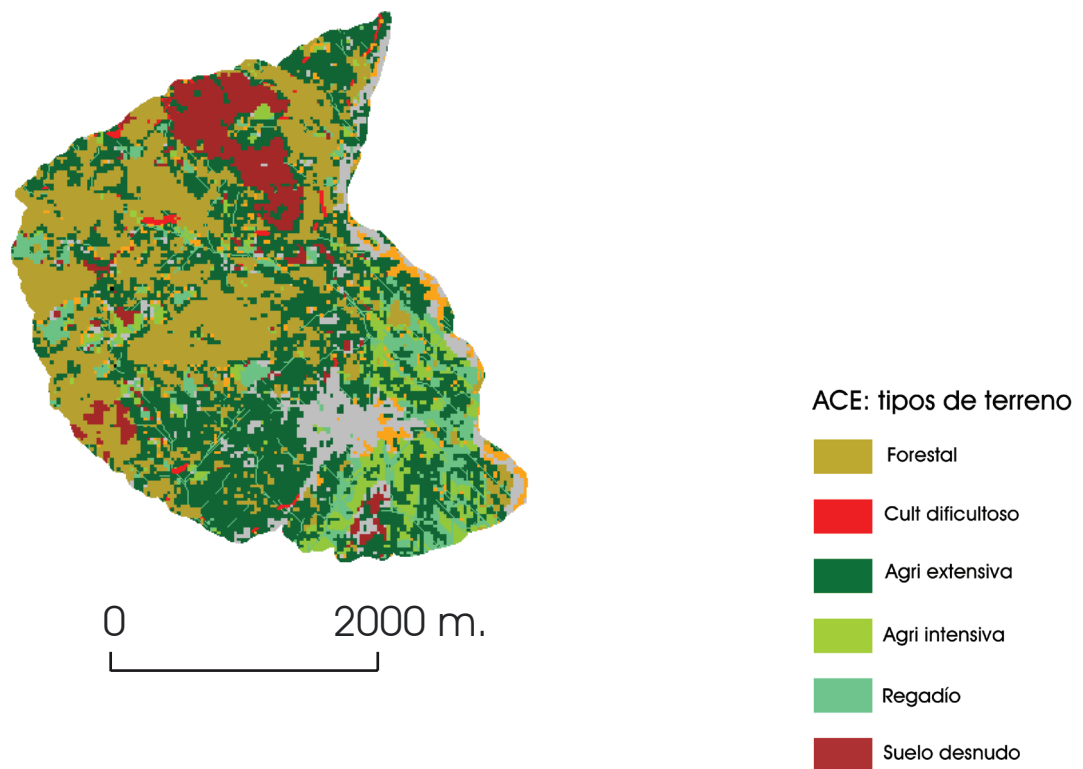 ACE: tipos de terreno
Forestal
Cult dificultoso
Agri extensiva
Agri intensiva
Regadío
Suelo desnudo
0 2000 m.